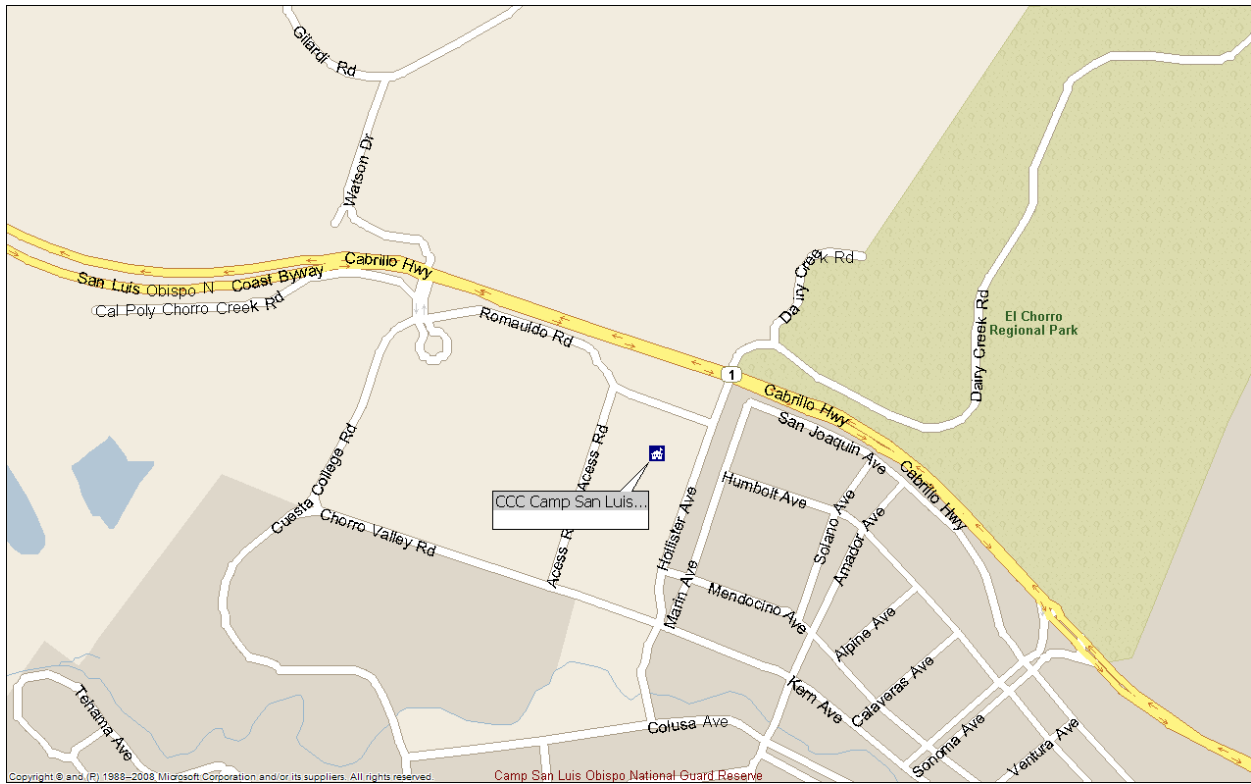 Gilardi Rd
Watson Dr
Cabrillo Hwy
San Luis Obispo N Coast Byway
Cal Poly Chorro Creek Rd
Romauldo Rd
Dairy Creek Rd
El Chorro
Regional Park
Dairy Creek Rd
1
Cabrillo Hwy
San Joaquin Ave
Cabrillo Hwy
Cuesta College Rd
Chorro Valley Rd
Acess Rd
Acess R
CCC Camp San Luis...
Hollister Ave
Marin Ave
Humbolt Ave
Solano Ave
Amador Ave
Mendocino Ave
Alpine Ave
Calaveras Ave
Kern Ave
Sonoma Ave
Ventura Ave
Colusa Ave
Tehama Ave
Copyright © and (P) 1988–2008 Microsoft Corporation and/or its suppliers. All rights reserved.
Camp San Luis Obispo National Guard Reserve